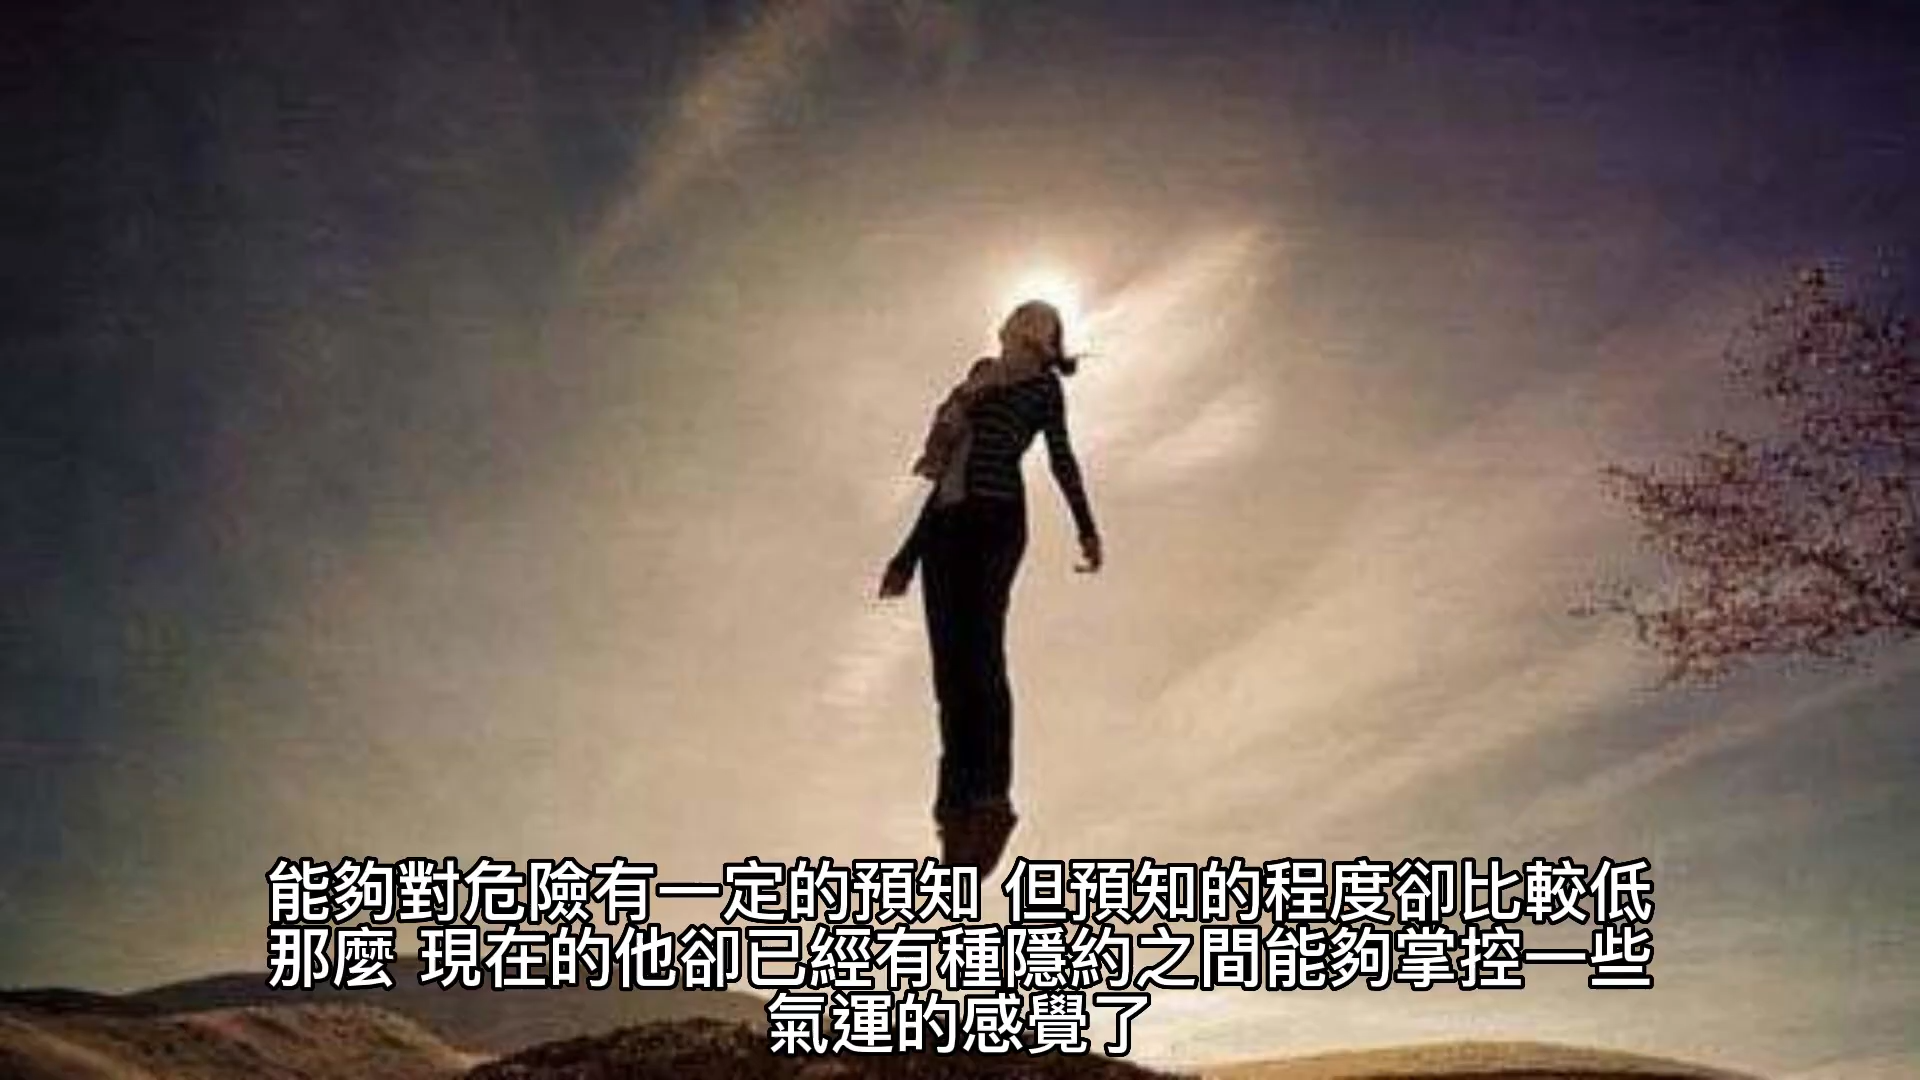 能夠對危險有一定的預知 但預知的程度卻比較低
那麼 現在的他卻已經有種隱約之間能夠掌控一些
氣運的感覺了